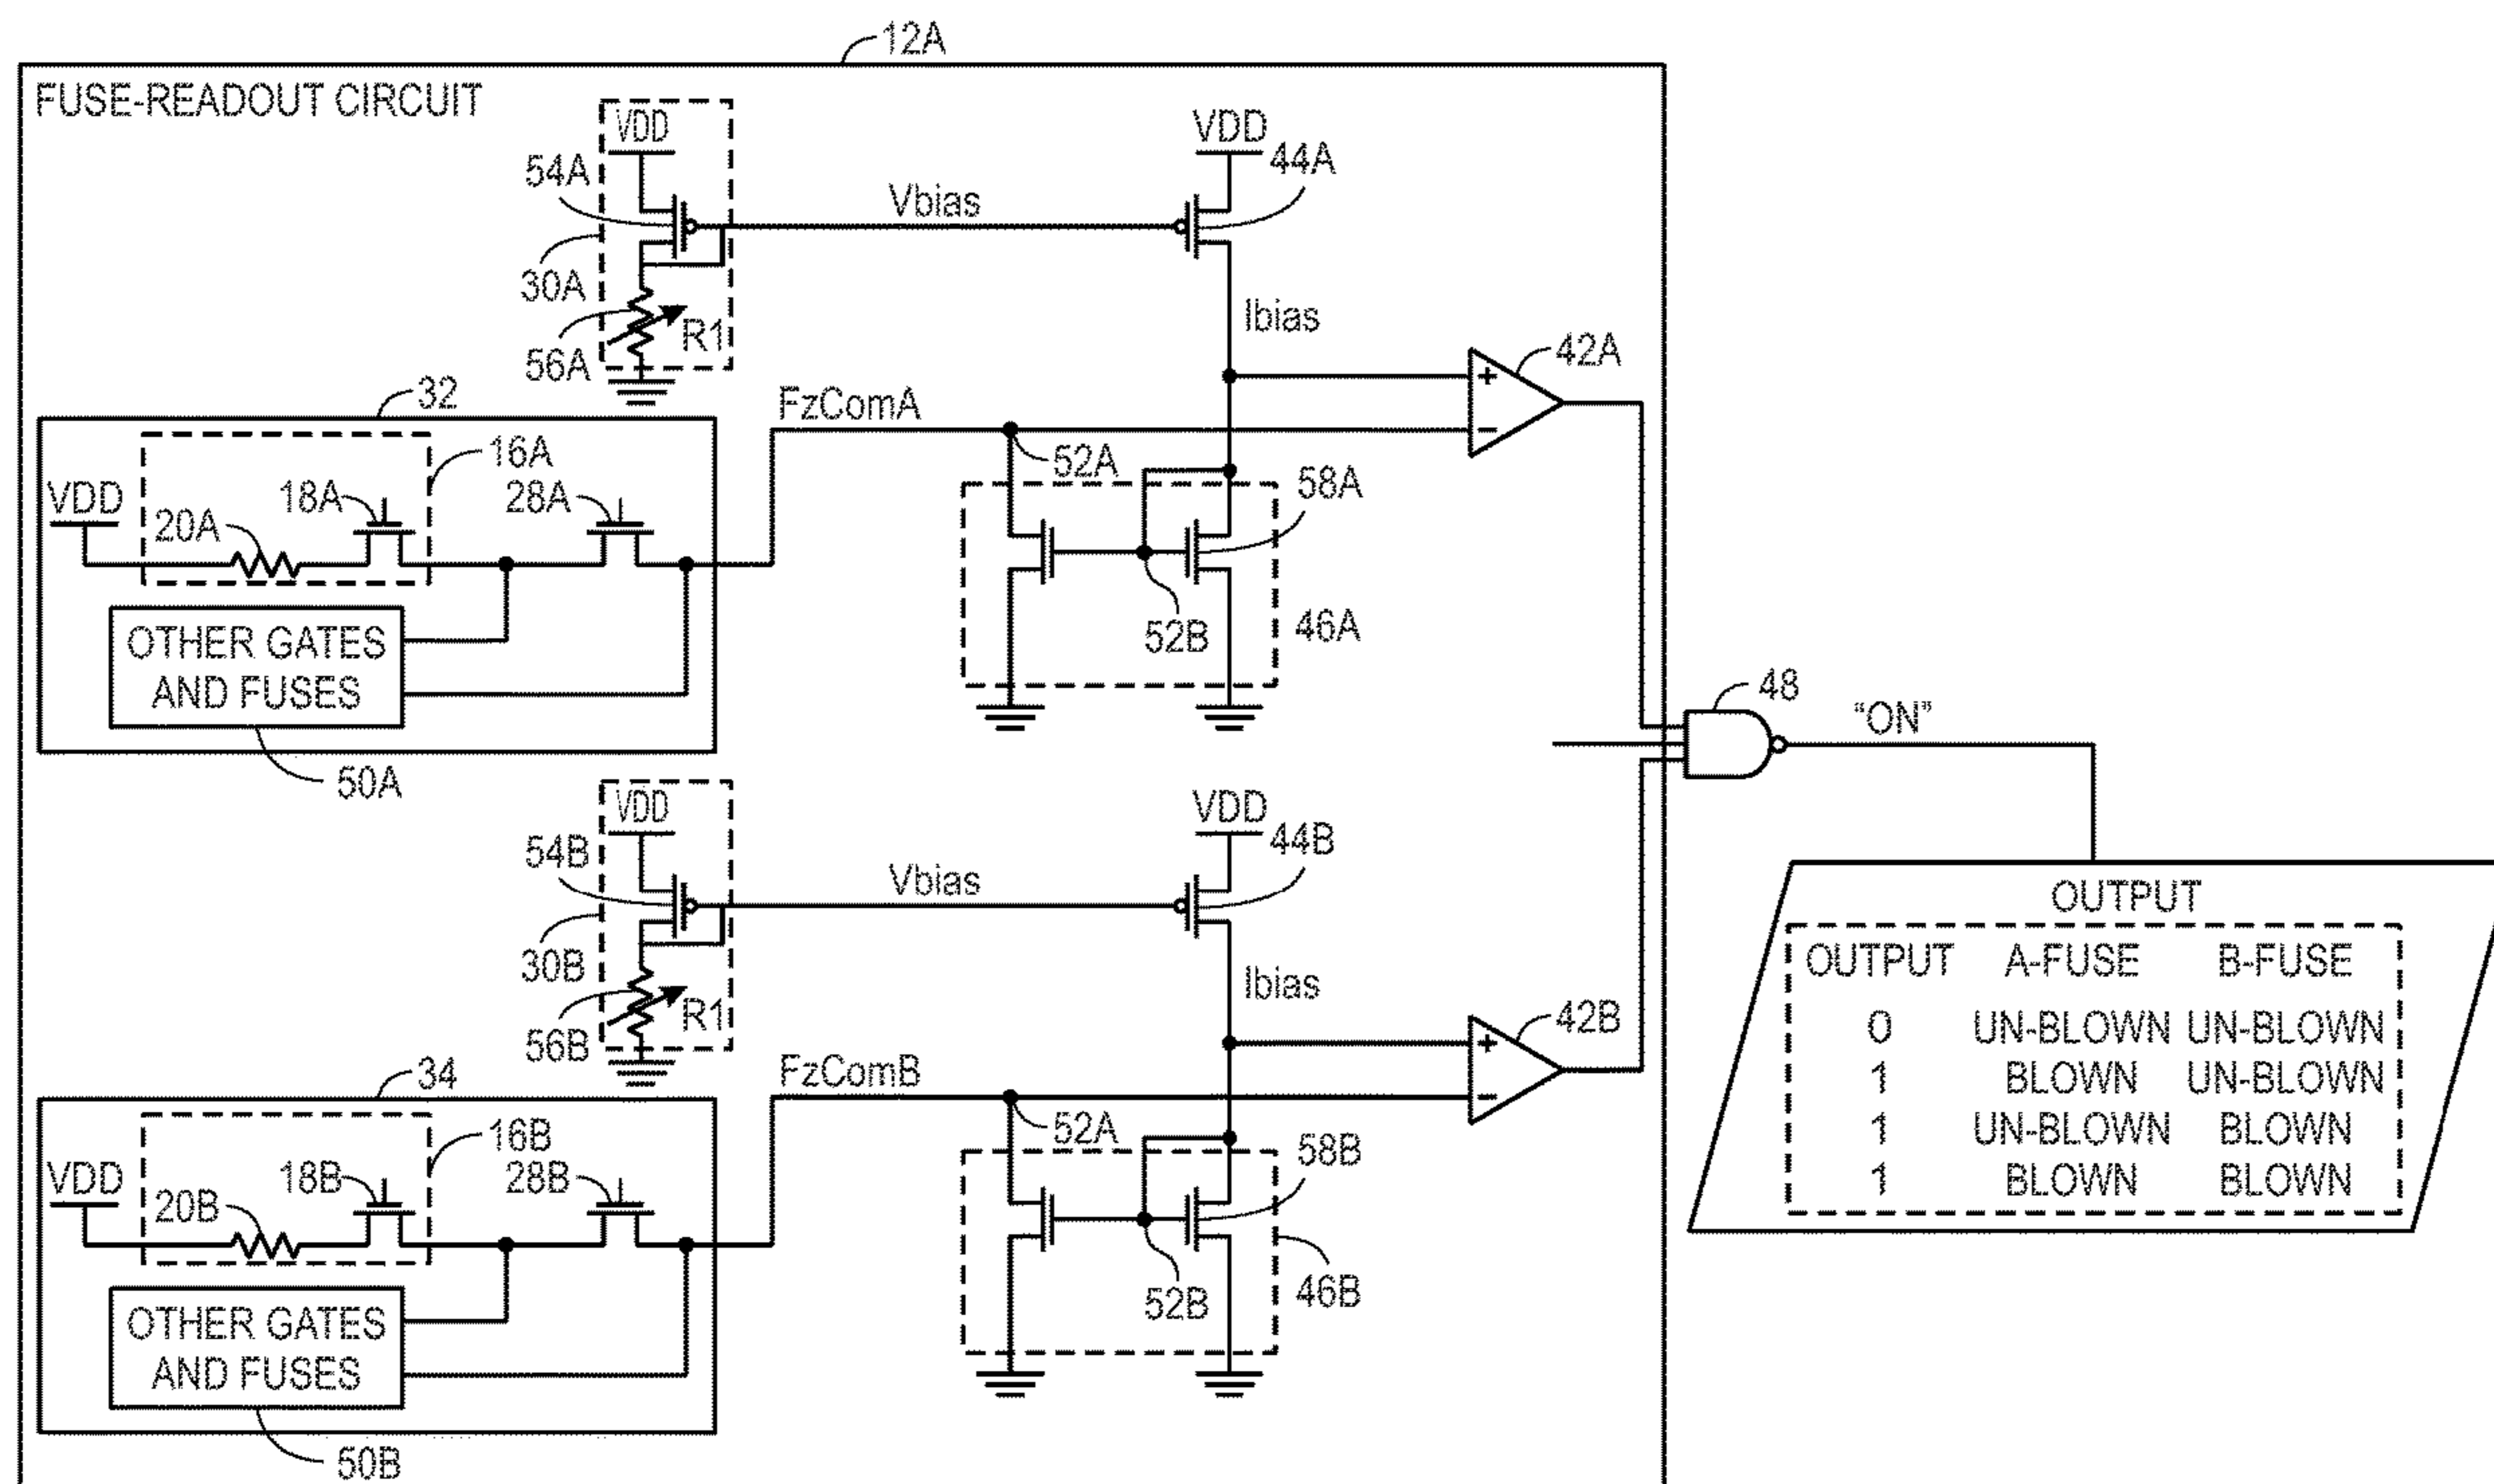 12A
FUSE-READOUT CIRCUIT
VDD
VDD
54A
44A
Vbias
30A
Ibias
R1
56A
42A
+
−
32
FzComA
16A
52A
58A
VDD
18A
28A
20A
52B
46A
OTHER GATES
AND FUSES
50A
48
"ON"
VDD
VDD
54B
44B
Vbias
30B
Ibias
R1
56B
42B
+
−
34
FzComB
16B
52A
58B
VDD
18B
28B
20B
52B
46B
OTHER GATES
AND FUSES
50B
OUTPUT
OUTPUT A-FUSE B-FUSE
0 UN-BLOWN UN-BLOWN
1 BLOWN UN-BLOWN
1 UN-BLOWN BLOWN
1 BLOWN BLOWN